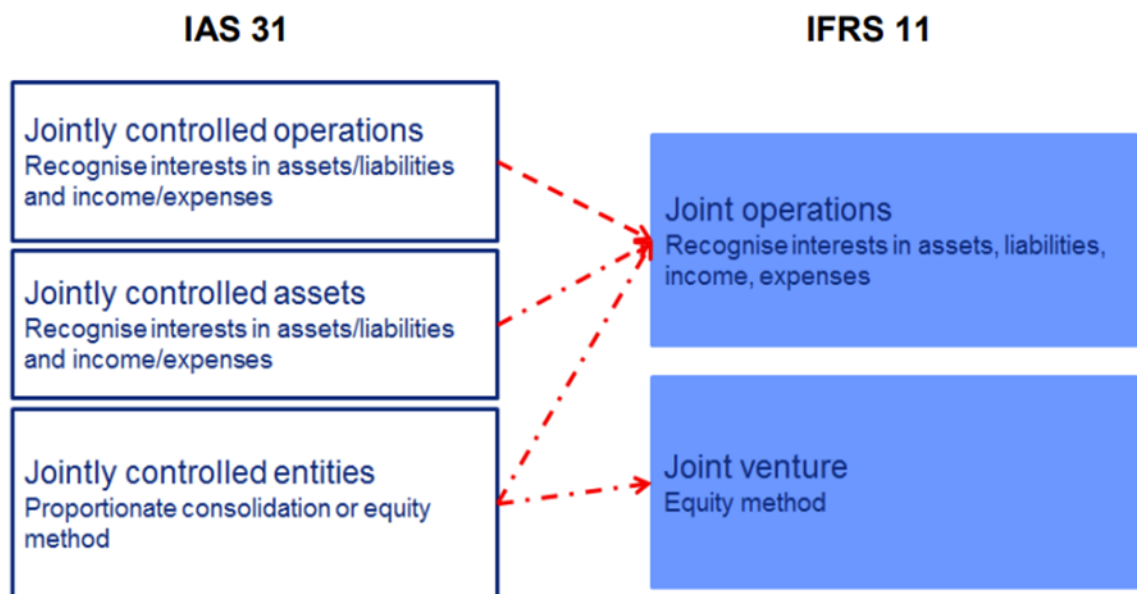 IAS 31
IFRS 11
Jointly controlled operations
Recognise interests in assets/liabilities
and income/expenses
Jointly controlled assets
Recognise interests in assets/liabilities
and income/expenses
Jointly controlled entities
Proportionate consolidation or equity
method
Joint operations
Recognise interests in assets, liabilities,
income, expenses
Joint venture
Equity method